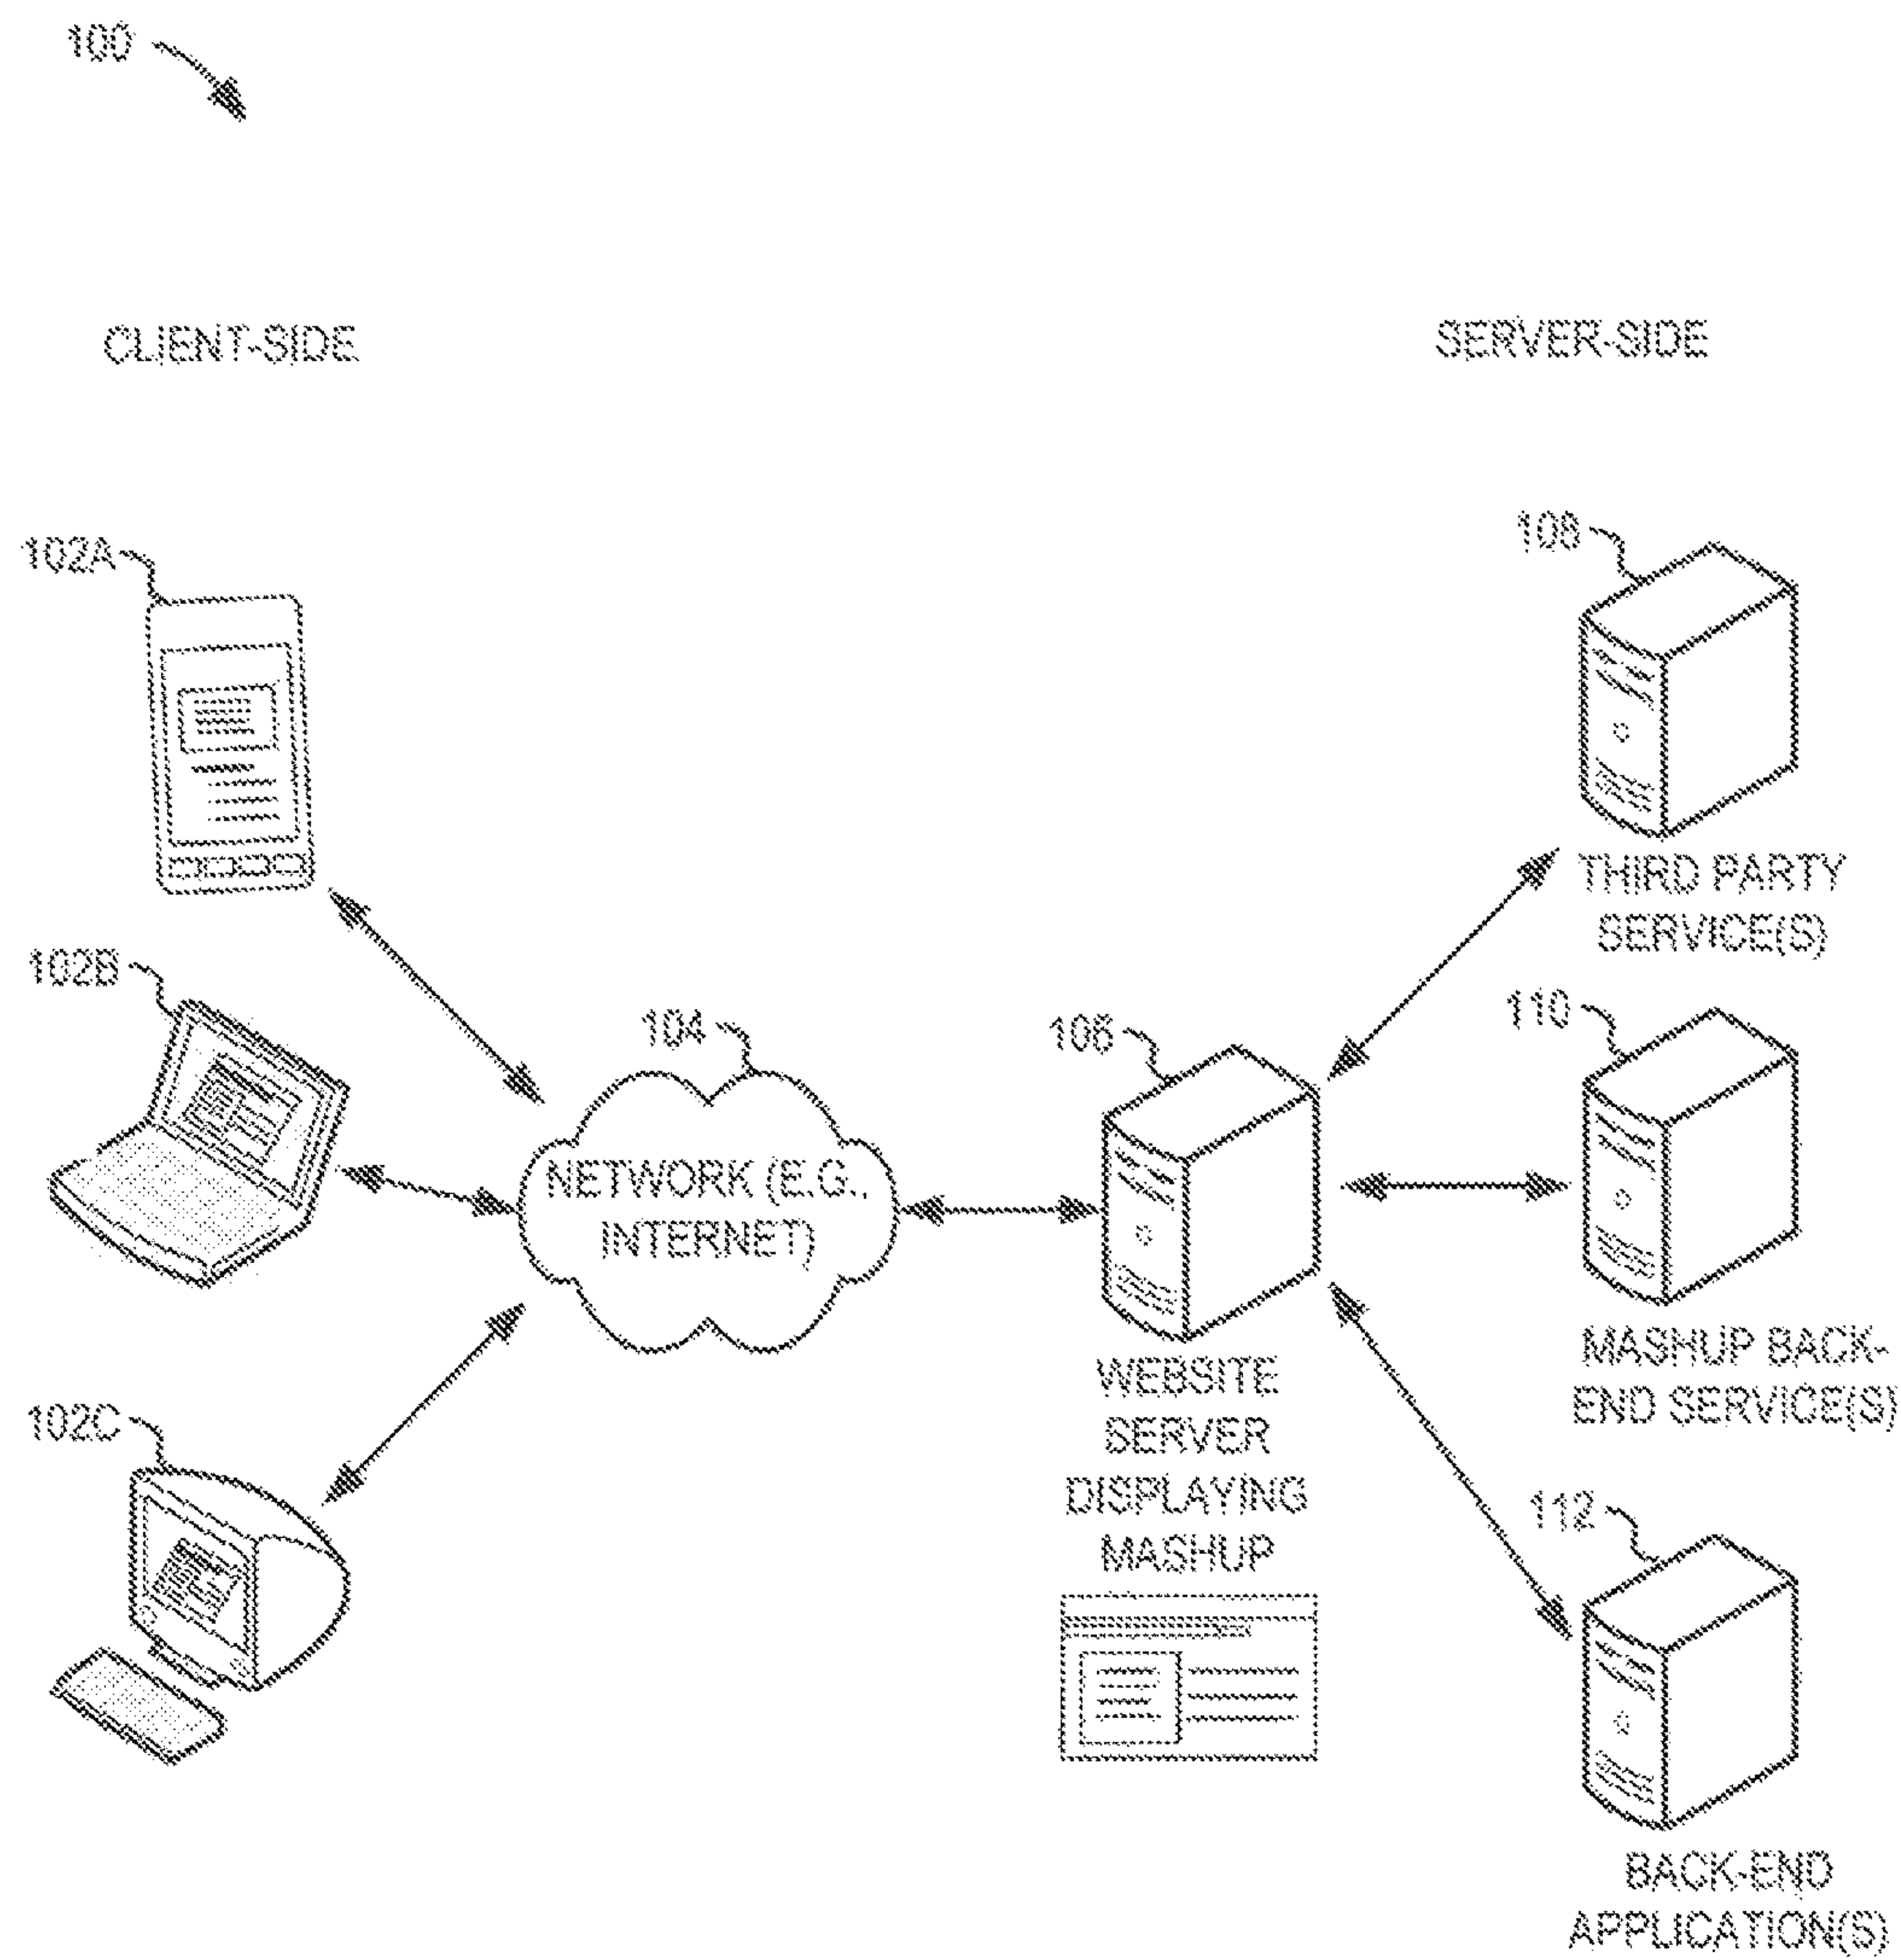 100
CLIENT-SIDE
SERVER-SIDE
102A
108
THIRD PARTY
SERVICE(S)
102B
104
NETWORK (E.G.,
INTERNET)
106
WEBSITE
SERVER
DISPLAYING
MASHUP
110
MASHUP BACK-
END SERVICE(S)
102C
112
BACK-END
APPLICATION(S)